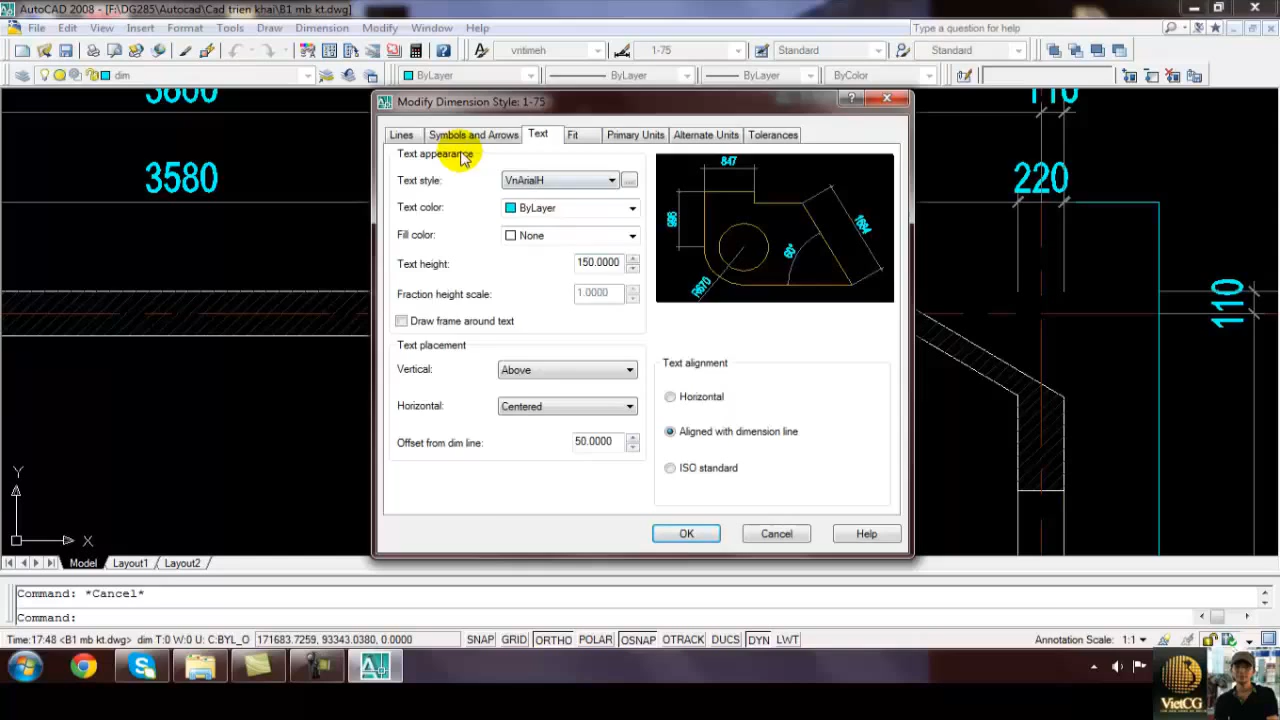 AutoCAD 2008 - [F:\DG285\Autocad\Cad trien khai\B1 mb kt.dwg]
File Edit View Insert Format Tools Draw Dimension Modify Window Help
Type a question for help
vntimeh 1-75 Standard Standard
dim ByLayer ByLayer ByLayer ByColor
3600 110
3580
220
110
Modify Dimension Style: 1-75
Lines Symbols and Arrows Text Fit Primary Units Alternate Units Tolerances
Text appearance
Text style: VnArialH
Text color: ByLayer
Fill color: None
Text height: 150.0000
Fraction height scale: 1.0000
Draw frame around text
Text placement
Vertical: Above
Horizontal: Centered
Offset from dim line: 50.0000
847
998
1684
60°
R670
Text alignment
Horizontal
Aligned with dimension line
ISO standard
OK Cancel Help
Y
X
Model Layout1 Layout2
Command: *Cancel*
Command:
Time:17:48 <B1 mb kt.dwg> dim T:0 W:0 U: C:BYL_O 171683.7259, 93343.0380, 0.0000 SNAP GRID ORTHO POLAR OSNAP OTRACK DUCS DYN LWT Annotation Scale: 1:1
VietCG